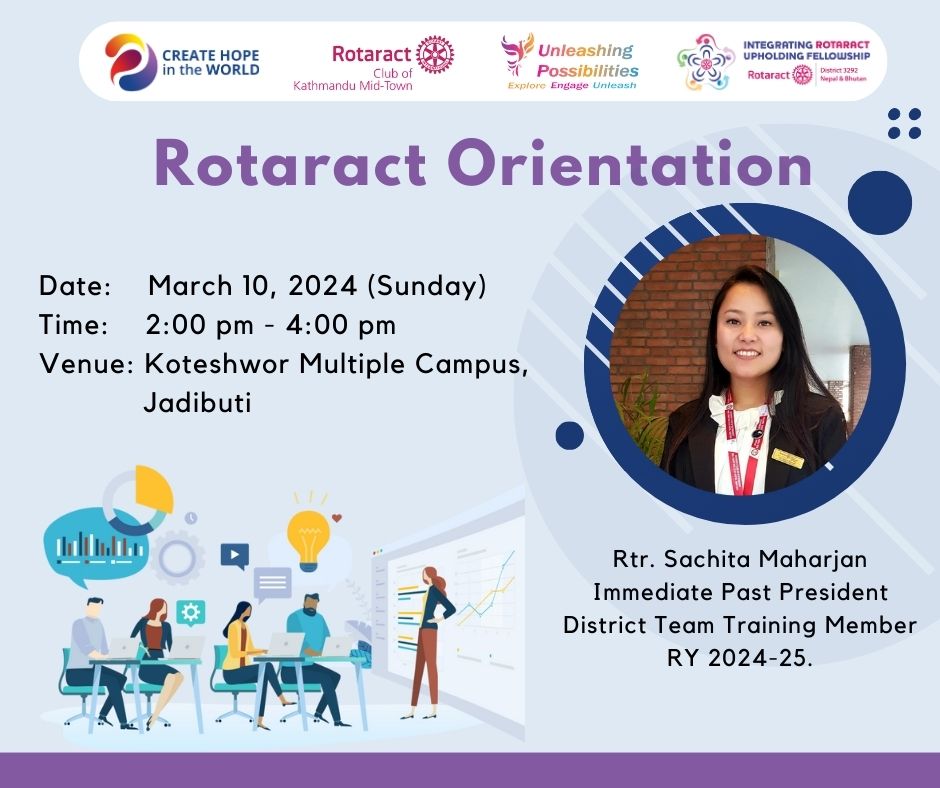 CREATE HOPE
in the WORLD
Rotaract
Club of
Kathmandu Mid-Town
Unleashing
Possibilities
Explore Engage Unleash
INTEGRATING ROTARACT
UPHOLDING FELLOWSHIP
Rotaract
District 3292
Nepal & Bhutan
Rotaract Orientation
Date: March 10, 2024 (Sunday)
Time: 2:00 pm - 4:00 pm
Venue: Koteshwor Multiple Campus,
Jadibuti
Rtr. Sachita Maharjan
Immediate Past President
District Team Training Member
RY 2024-25.